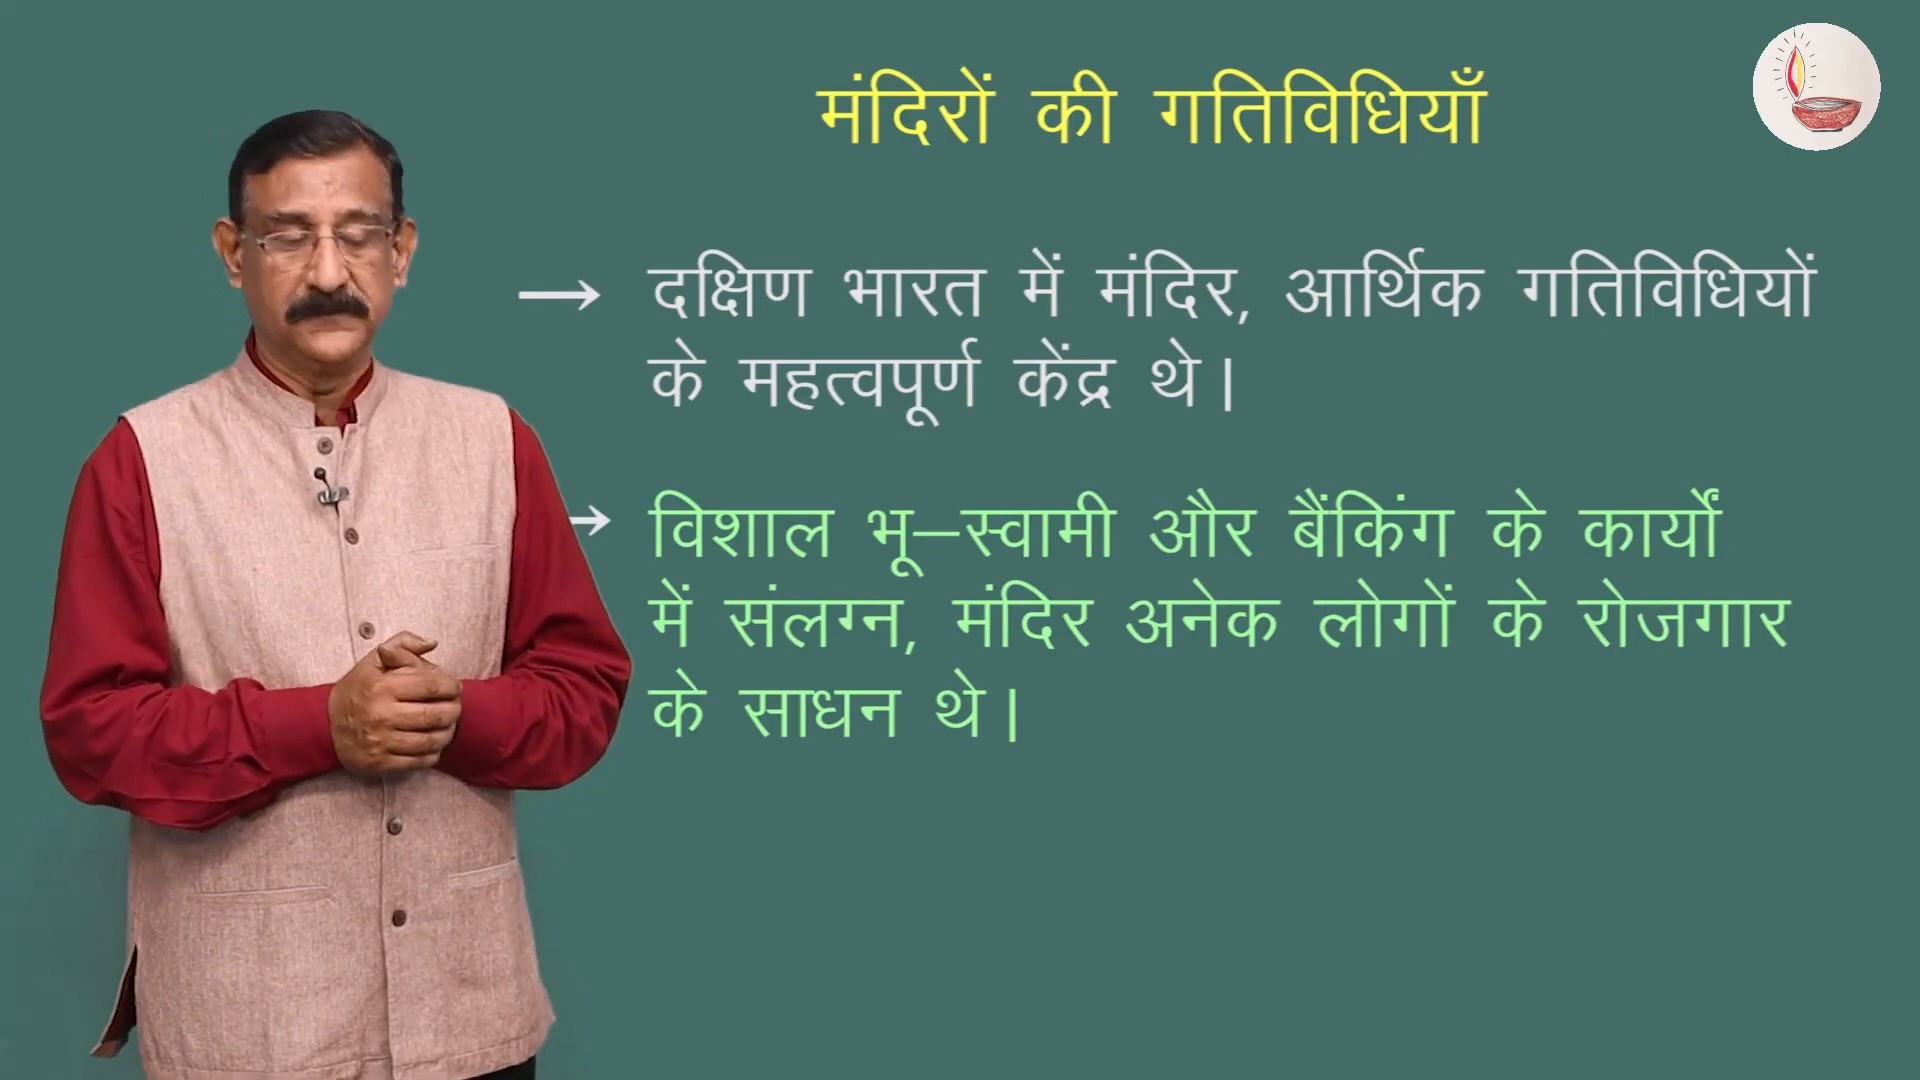 मंदिरों की गतिविधियाँ
→ दक्षिण भारत में मंदिर, आर्थिक गतिविधियों
के महत्वपूर्ण केंद्र थे।
→ विशाल भू–स्वामी और बैंकिंग के कार्यों
में संलग्न, मंदिर अनेक लोगों के रोजगार
के साधन थे।